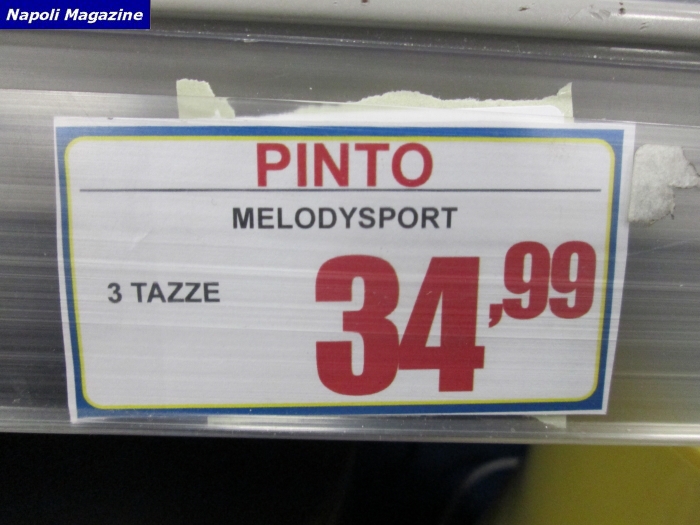 Napoli Magazine
PINTO
MELODYSPORT
3 TAZZE
34,99